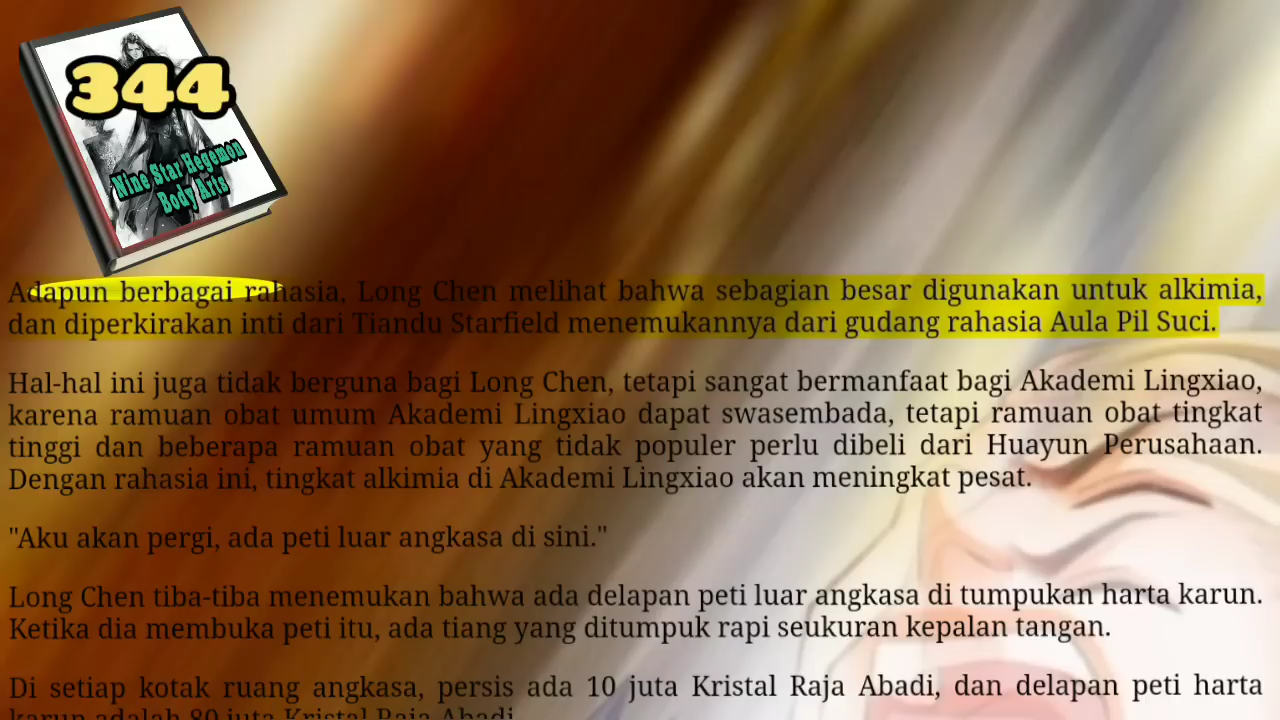 344
Nine Star Hegemon
Body Arts
Adapun berbagai rahasia, Long Chen melihat bahwa sebagian besar digunakan untuk alkimia,
dan diperkirakan inti dari Tiandu Starfield menemukannya dari gudang rahasia Aula Pil Suci.
Hal-hal ini juga tidak berguna bagi Long Chen, tetapi sangat bermanfaat bagi Akademi Lingxiao,
karena ramuan obat umum Akademi Lingxiao dapat swasembada, tetapi ramuan obat tingkat
tinggi dan beberapa ramuan obat yang tidak populer perlu dibeli dari Huayun Perusahaan.
Dengan rahasia ini, tingkat alkimia di Akademi Lingxiao akan meningkat pesat.
"Aku akan pergi, ada peti luar angkasa di sini."
Long Chen tiba-tiba menemukan bahwa ada delapan peti luar angkasa di tumpukan harta karun.
Ketika dia membuka peti itu, ada tiang yang ditumpuk rapi seukuran kepalan tangan.
Di setiap kotak ruang angkasa, persis ada 10 juta Kristal Raja Abadi, dan delapan peti harta
karun adalah 80 juta Kristal Raja Abadi.